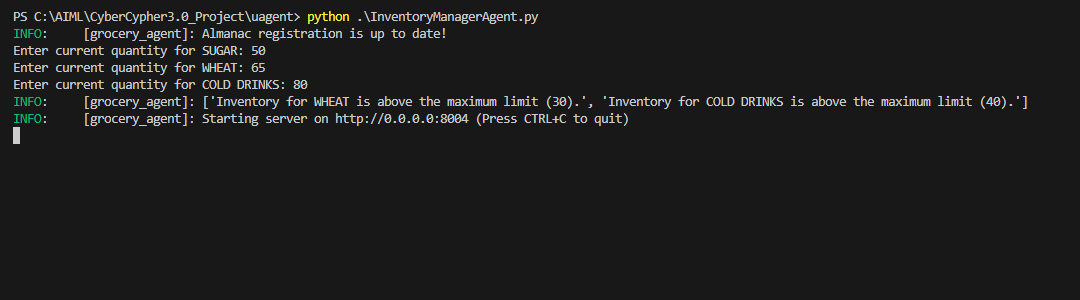 PS C:\AIML\CyberCypher3.0_Project\uagent> python .\InventoryManagerAgent.py
INFO:     [grocery_agent]: Almanac registration is up to date!
Enter current quantity for SUGAR: 50
Enter current quantity for WHEAT: 65
Enter current quantity for COLD DRINKS: 80
INFO:     [grocery_agent]: ['Inventory for WHEAT is above the maximum limit (30).', 'Inventory for COLD DRINKS is above the maximum limit (40).']
INFO:     [grocery_agent]: Starting server on http://0.0.0.0:8004 (Press CTRL+C to quit)